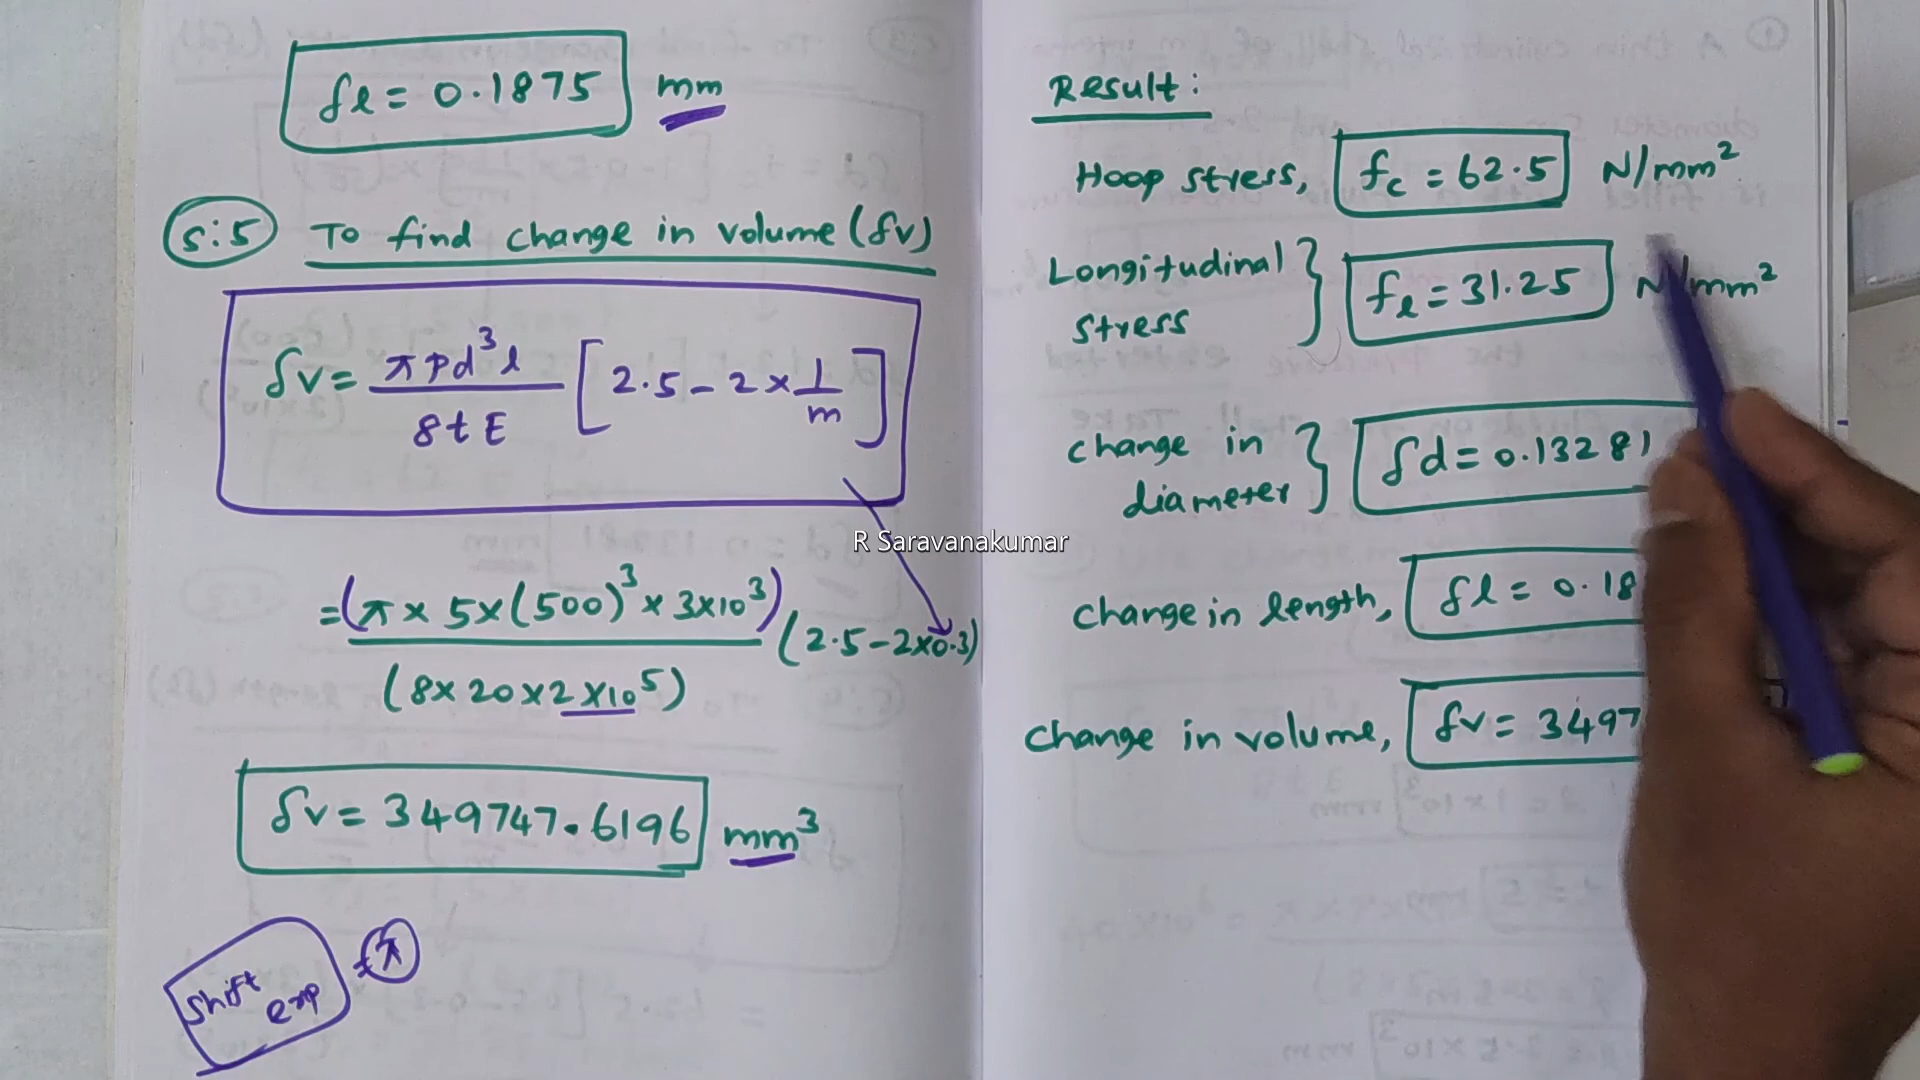 δl = 0.1875 mm
S:5 To find change in volume (δv)
δv = πpd³l / 8tE [2.5 - 2 × 1/m]
= (π × 5 × (500)³ × 3×10³) / (8 × 20 × 2 × 10⁵) (2.5 - 2×0.3)
δv = 349747.6196 mm³
Shift exp = π
Result:
Hoop stress, fc = 62.5 N/mm²
Longitudinal stress } fl = 31.25 N/mm²
change in diameter } δd = 0.13281
change in length, δl = 0.18
change in volume, δv = 3497
R Saravanakumar